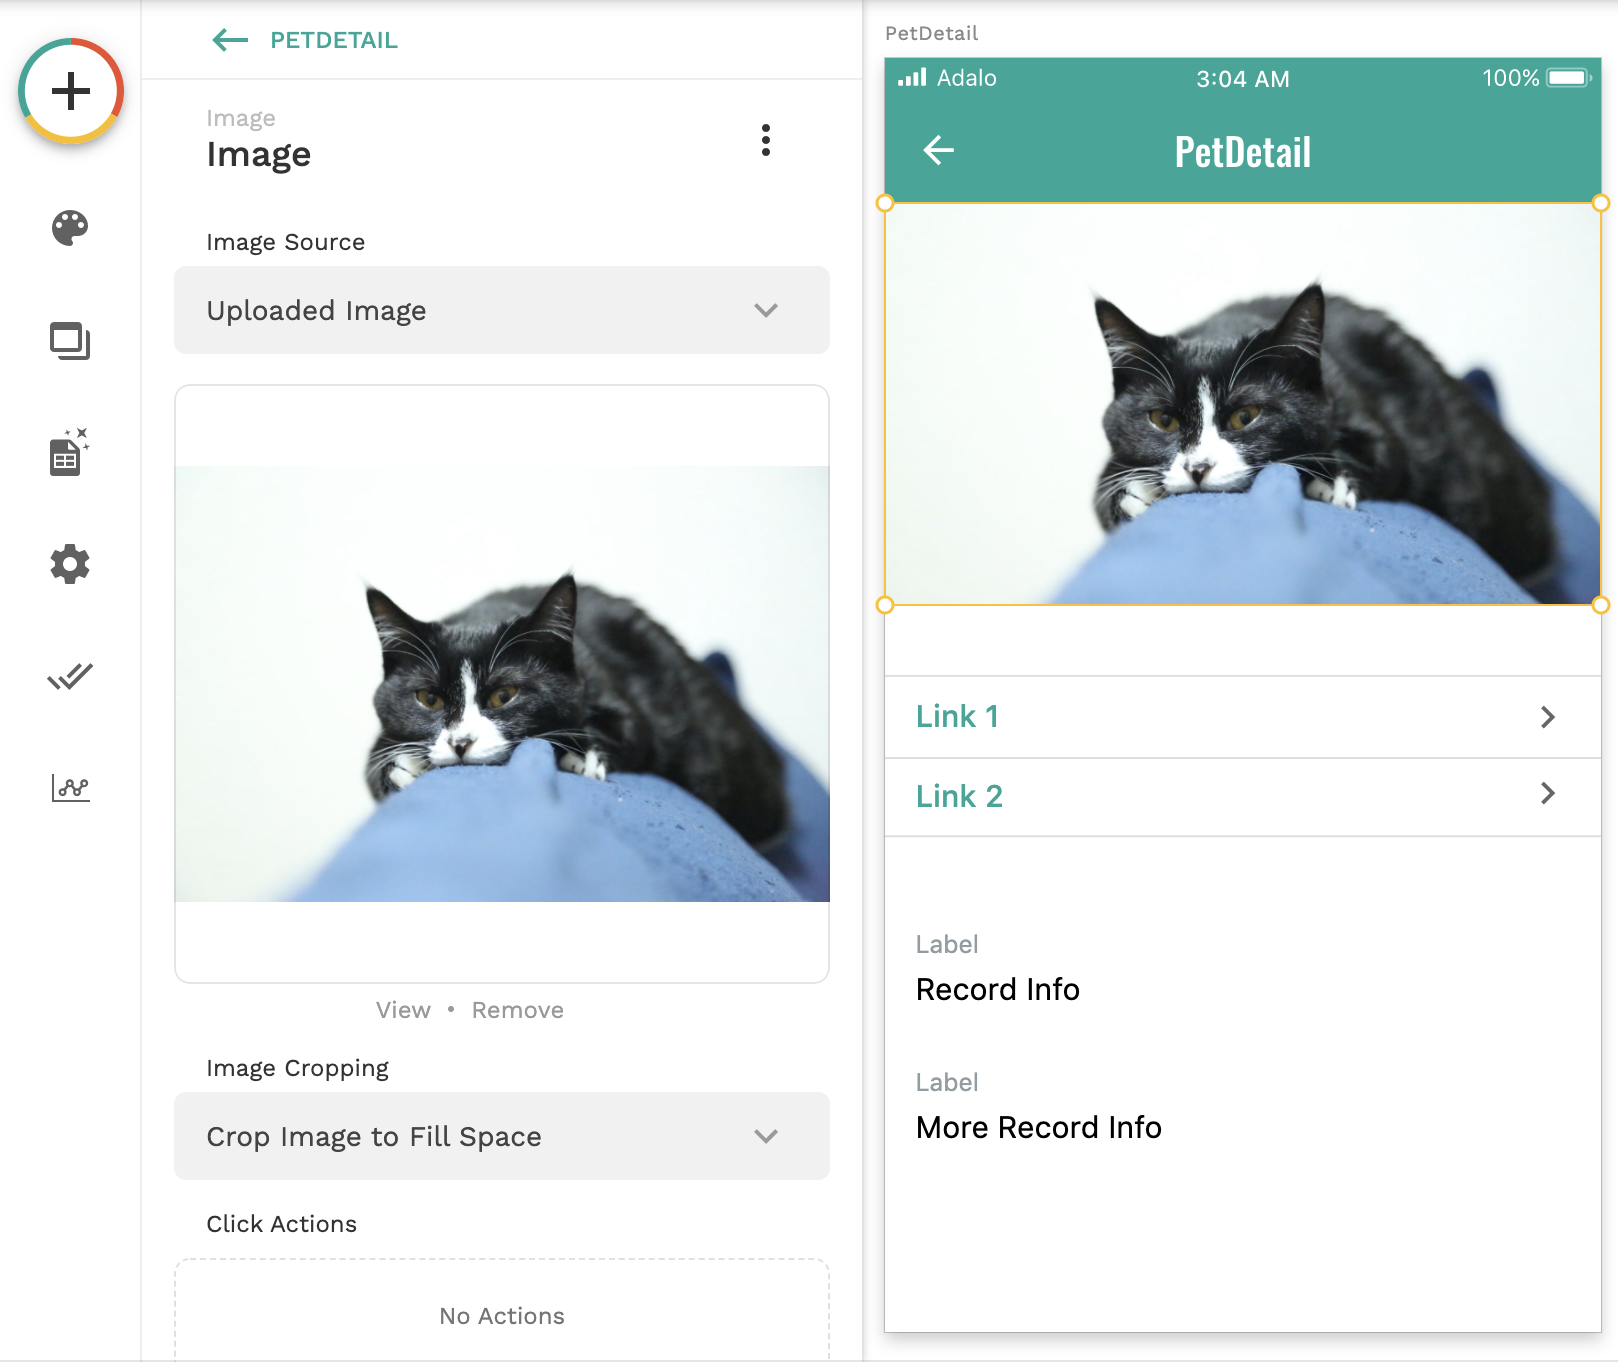 PETDETAIL
Image
Image
Image Source
Uploaded Image
View • Remove
Image Cropping
Crop Image to Fill Space
Click Actions
No Actions
PetDetail
Adalo 3:04 AM 100%
PetDetail
Link 1
Link 2
Label
Record Info
Label
More Record Info